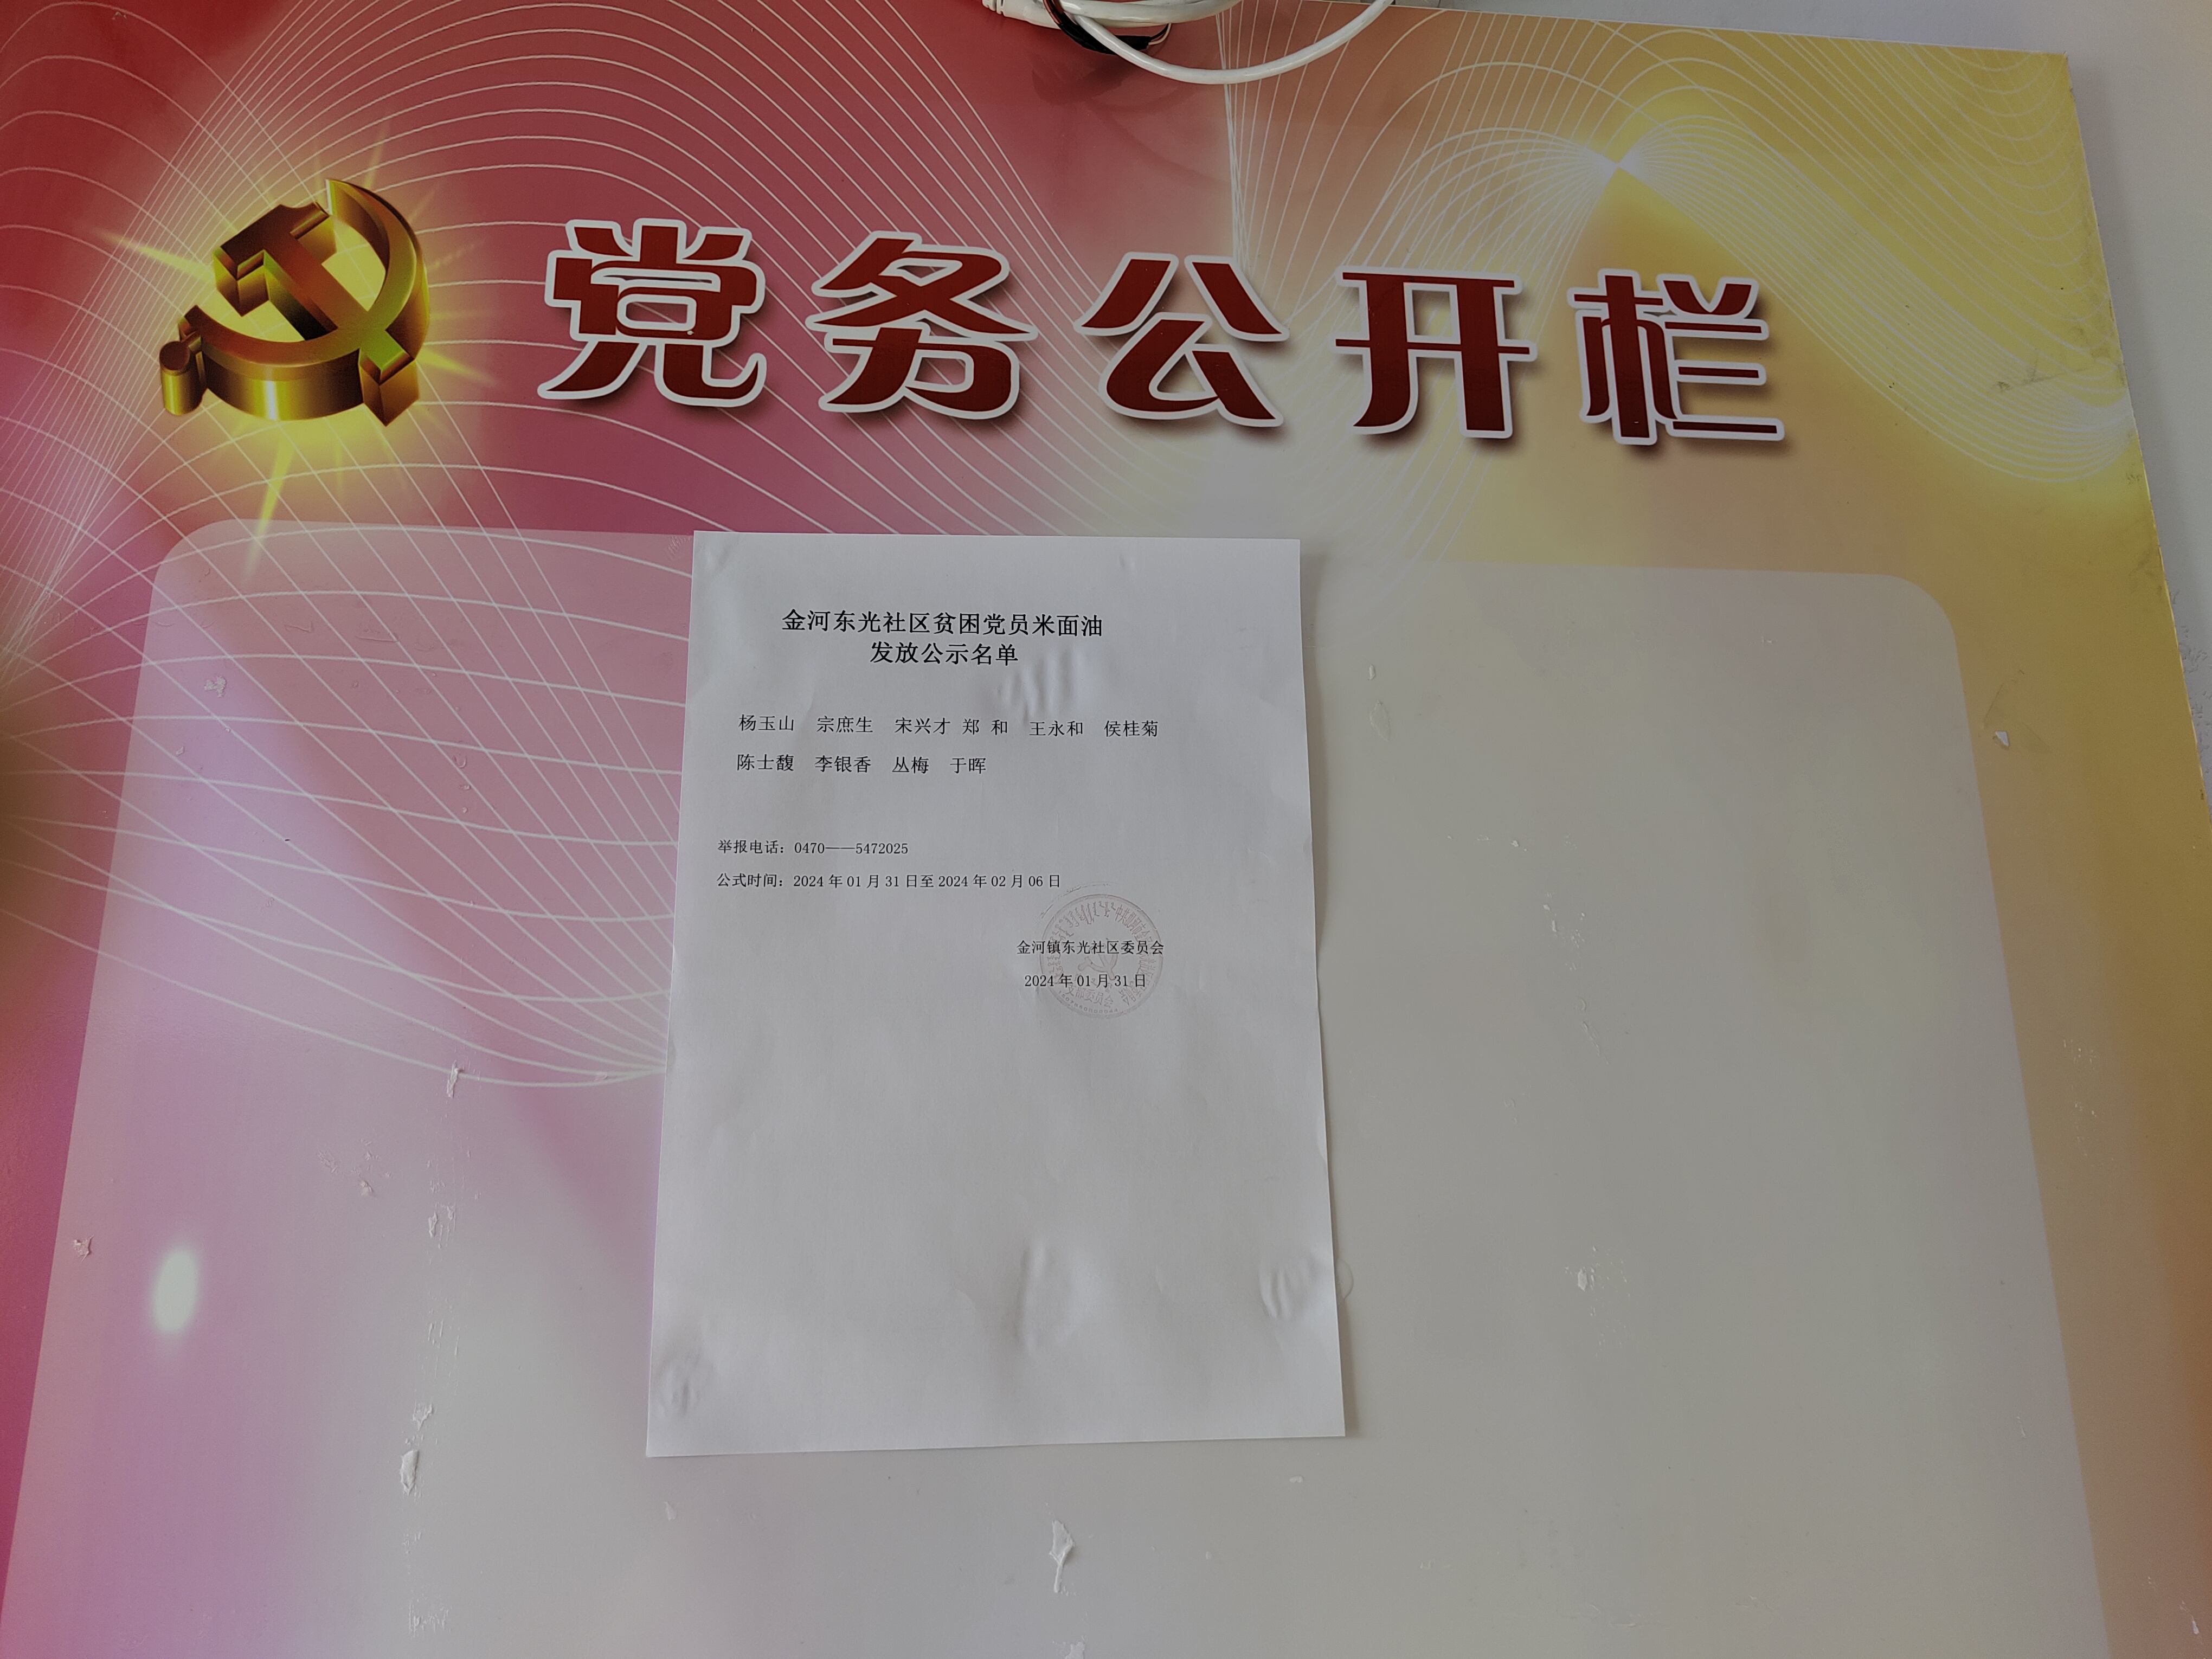 党务公开栏
金河东光社区贫困党员米面油
发放公示名单
杨玉山 宗庶生 宋兴才 郑 和 王永和 侯桂菊
陈士馥 李银香 丛梅 于晖
举报电话：0470——5472025
公式时间：2024 年 01 月 31 日至 2024 年 02 月 06 日
金河镇东光社区委员会
2024 年 01 月 31 日